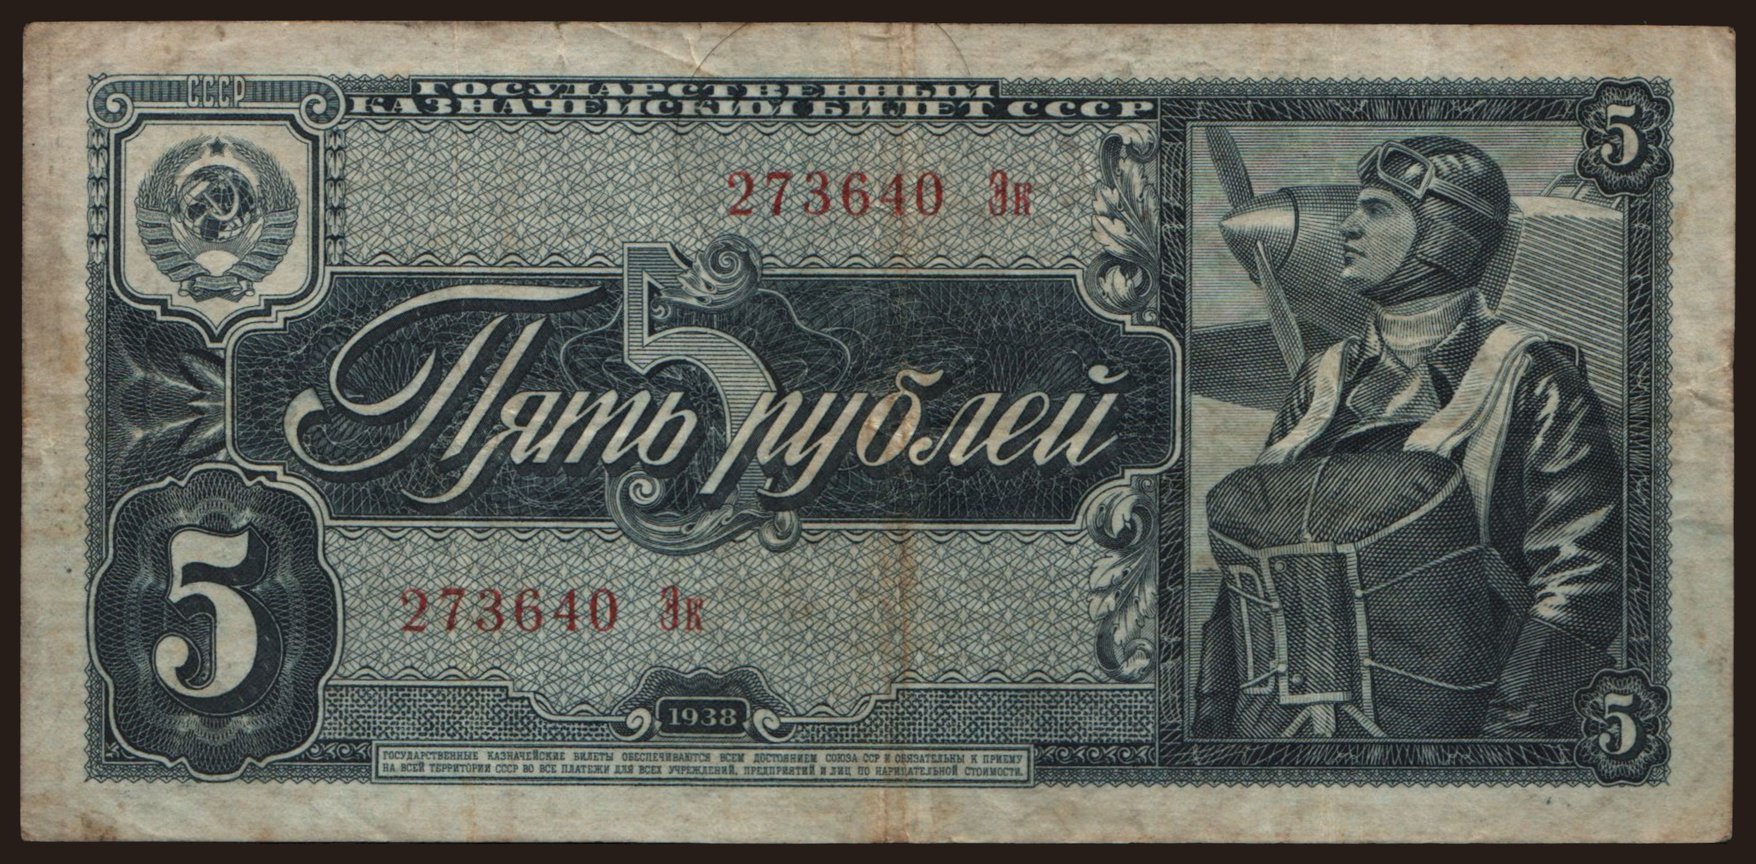 СССР
ГОСУДАРСТВЕННЫЙ
КАЗНАЧЕЙСКИЙ БИЛЕТ СССР
5
273640 Эк
5
Пять рублей
5
273640 Эк
1938
5
ГОСУДАРСТВЕННЫЕ КАЗНАЧЕЙСКИЕ БИЛЕТЫ ОБЕСПЕЧИВАЮТСЯ ВСЕМ ДОСТОЯНИЕМ СОЮЗА ССР И ОБЯЗАТЕЛЬНЫ К ПРИЕМУ
НА ВСЕЙ ТЕРРИТОРИИ СССР ВО ВСЕ ПЛАТЕЖИ ДЛЯ ВСЕХ УЧРЕЖДЕНИЙ, ПРЕДПРИЯТИЙ И ЛИЦ ПО НАРИЦАТЕЛЬНОЙ СТОИМОСТИ.